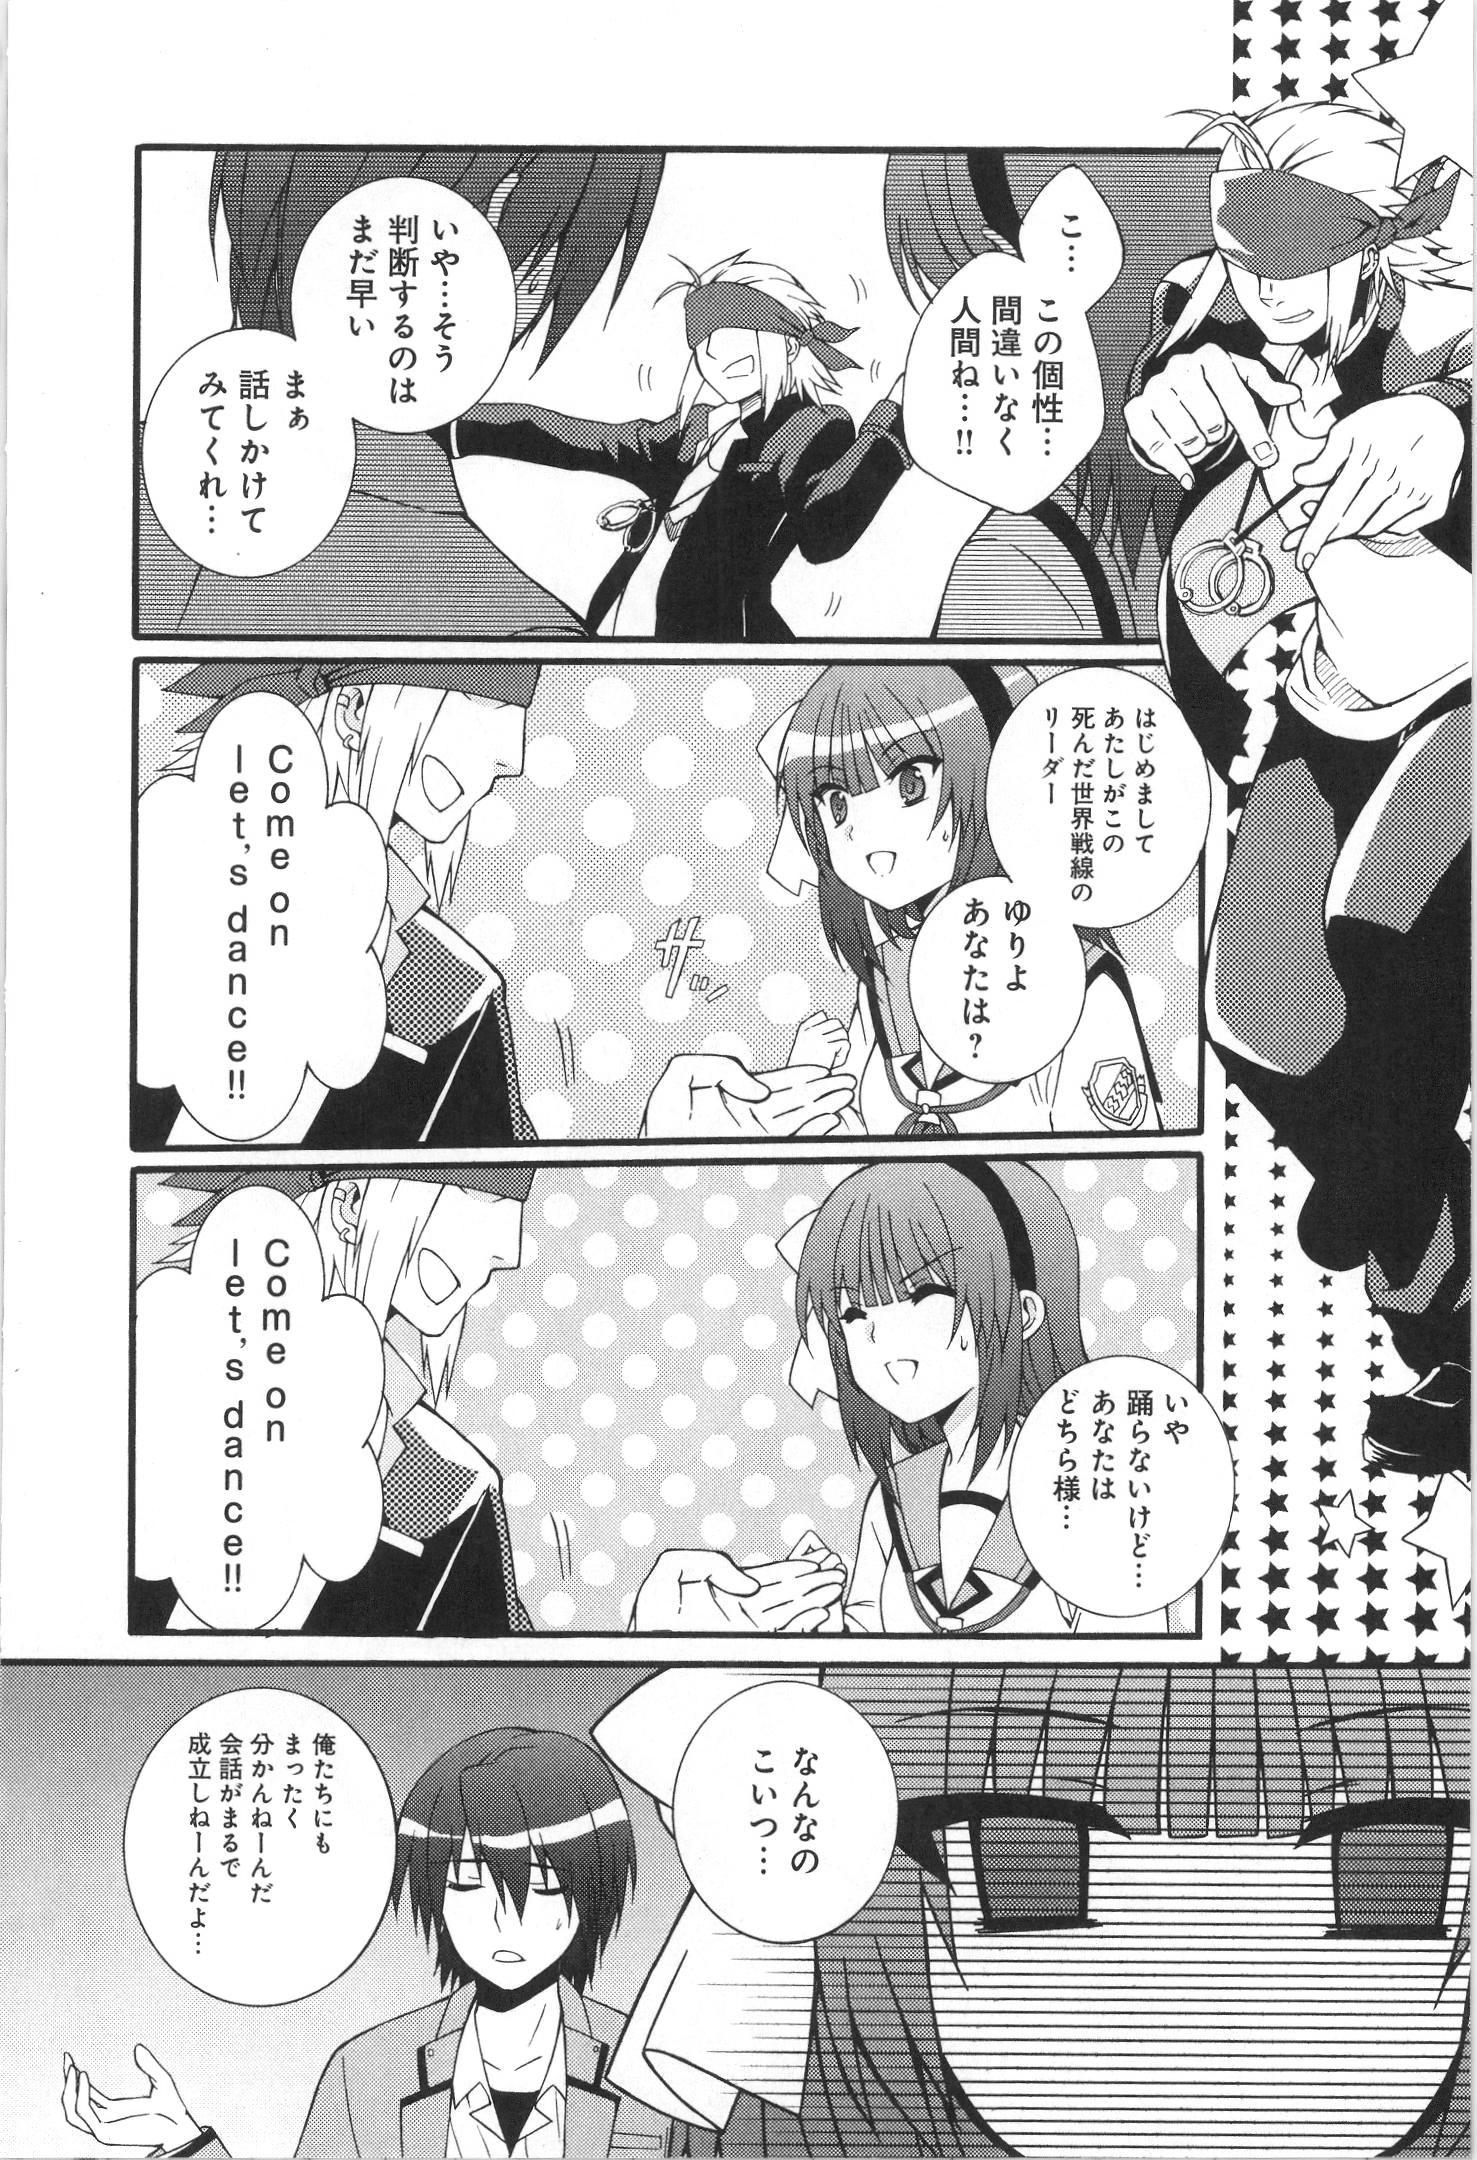 こ…
この個性…
間違いなく
人間ね…!!
いや…そう
判断するのは
まだ早い
まぁ
話しかけて
みてくれ…
はじめまして
あたしがこの
死んだ世界戦線の
リーダー
ゆりよ
あなたは?
ザッ
Come on
let's dance!!
いや
踊らないけど…
あなたは
どちら様…
Come on
let's dance!!
なんなの
こいつ…
俺たちにも
まったく
分かんねーんだ
会話がまるで
成立しねーんだよ…